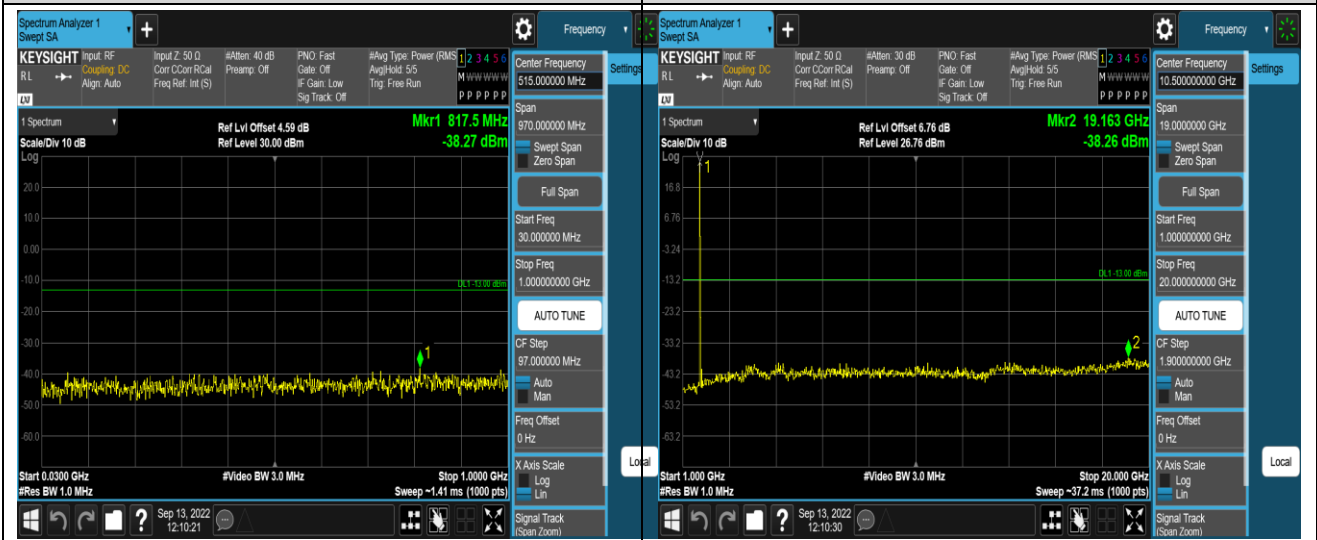 Spectrum Analyzer 1
Swept SA
+
Frequency
KEYSIGHT
Input: RF
Coupling: DC
Align: Auto
Input Z: 50 Ω
Corr CCorr RCal
Freq Ref: Int (S)
#Atten: 40 dB
Preamp: Off
PNO: Fast
Gate: Off
IF Gain: Low
Sig Track: Off
#Avg Type: Power (RMS
Avg|Hold: 5/5
Trig: Free Run
1 2 3 4 5 6
M W W W W W
P P P P P P
RL
LXI
1 Spectrum
Scale/Div 10 dB
Log
Ref Lvl Offset 4.59 dB
Ref Level 30.00 dBm
Mkr1 817.5 MHz
-38.27 dBm
20.0
10.0
0.00
-10.0
DL1 -13.00 dBm
-20.0
-30.0
1
-40.0
-50.0
-60.0
Start 0.0300 GHz
#Res BW 1.0 MHz
#Video BW 3.0 MHz
Stop 1.0000 GHz
Sweep ~1.41 ms (1000 pts)
Center Frequency
515.000000 MHz
Settings
Span
970.000000 MHz
Swept Span
Zero Span
Full Span
Start Freq
30.000000 MHz
Stop Freq
1.000000000 GHz
AUTO TUNE
CF Step
97.000000 MHz
Auto
Man
Freq Offset
0 Hz
X Axis Scale
Log
Lin
Local
Signal Track
(Span Zoom)
?
Sep 13, 2022
12:10:21
Spectrum Analyzer 1
Swept SA
+
Frequency
KEYSIGHT
Input: RF
Coupling: DC
Align: Auto
Input Z: 50 Ω
Corr CCorr RCal
Freq Ref: Int (S)
#Atten: 30 dB
Preamp: Off
PNO: Fast
Gate: Off
IF Gain: Low
Sig Track: Off
#Avg Type: Power (RMS
Avg|Hold: 5/5
Trig: Free Run
1 2 3 4 5 6
M W W W W W
P P P P P P
RL
LXI
1 Spectrum
Scale/Div 10 dB
Log
Ref Lvl Offset 6.76 dB
Ref Level 26.76 dBm
Mkr2 19.163 GHz
-38.26 dBm
1
16.8
6.76
-3.24
-13.2
DL1 -13.00 dBm
-23.2
-33.2
2
-43.2
-53.2
-63.2
Start 1.000 GHz
#Res BW 1.0 MHz
#Video BW 3.0 MHz
Stop 20.000 GHz
Sweep ~37.2 ms (1000 pts)
Center Frequency
10.500000000 GHz
Settings
Span
19.0000000 GHz
Swept Span
Zero Span
Full Span
Start Freq
1.000000000 GHz
Stop Freq
20.000000000 GHz
AUTO TUNE
CF Step
1.900000000 GHz
Auto
Man
Freq Offset
0 Hz
X Axis Scale
Log
Lin
Local
Signal Track
(Span Zoom)
?
Sep 13, 2022
12:10:30